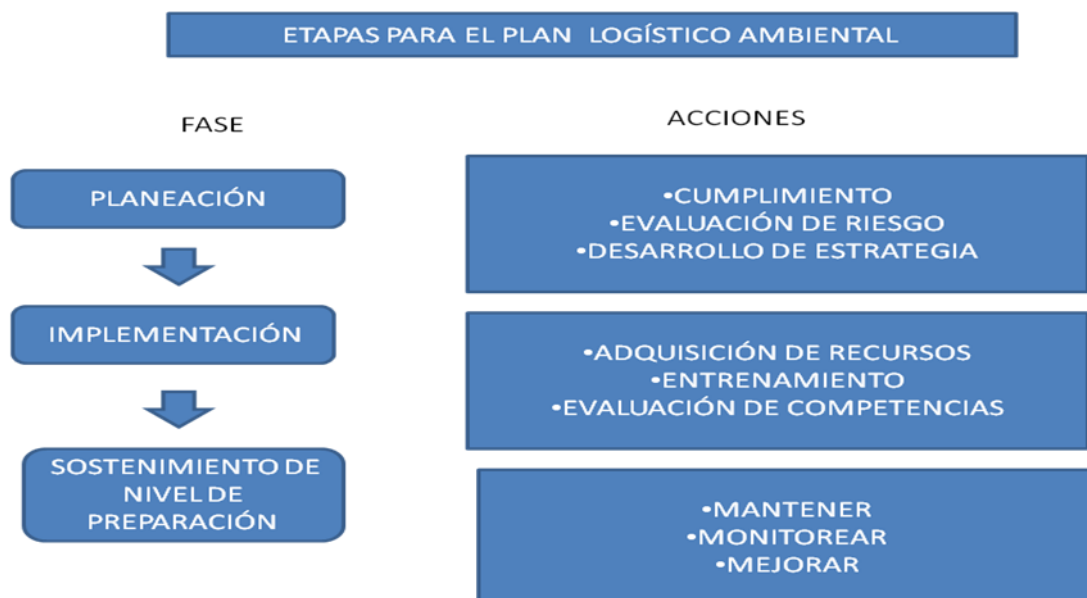 ETAPAS PARA EL PLAN LOGÍSTICO AMBIENTAL
FASE
ACCIONES
PLANEACIÓN
•CUMPLIMIENTO
•EVALUACIÓN DE RIESGO
•DESARROLLO DE ESTRATEGIA
IMPLEMENTACIÓN
•ADQUISICIÓN DE RECURSOS
•ENTRENAMIENTO
•EVALUACIÓN DE COMPETENCIAS
SOSTENIMIENTO DE
NIVEL DE
PREPARACIÓN
•MANTENER
•MONITOREAR
•MEJORAR